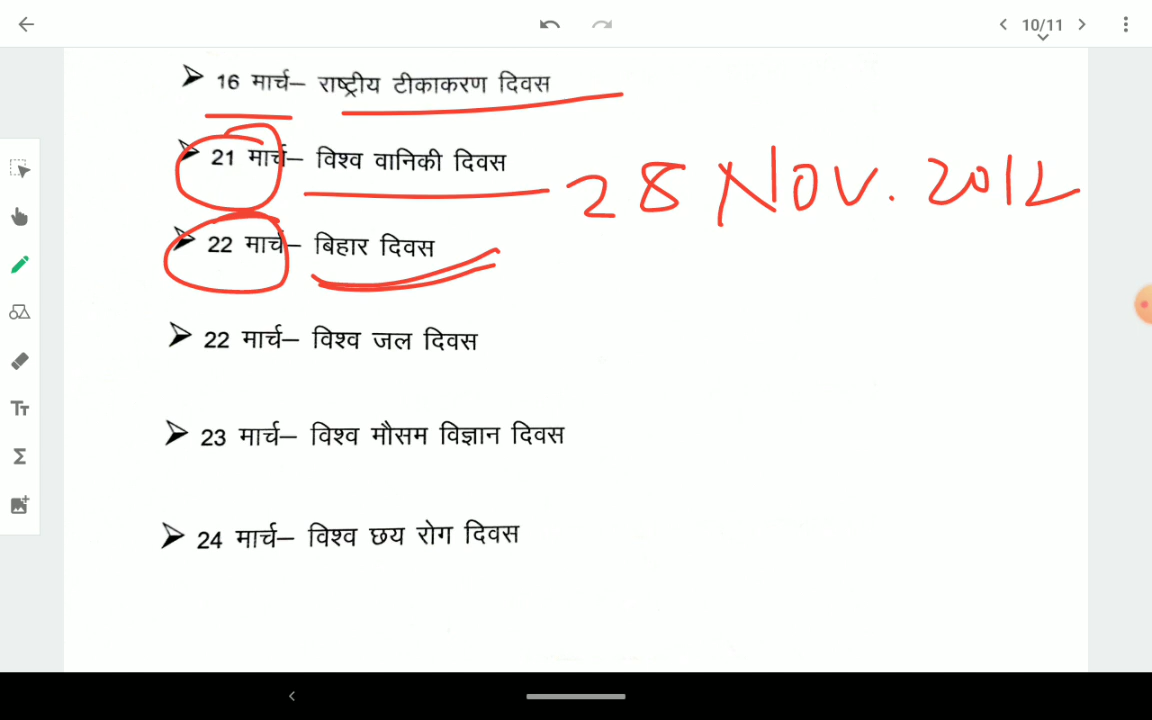 10/11
16 मार्च– राष्ट्रीय टीकाकरण दिवस
21 मार्च– विश्व वानिकी दिवस
28 Nov. 2012
22 मार्च– बिहार दिवस
22 मार्च– विश्व जल दिवस
23 मार्च– विश्व मौसम विज्ञान दिवस
24 मार्च– विश्व छय रोग दिवस
Tт
Σ